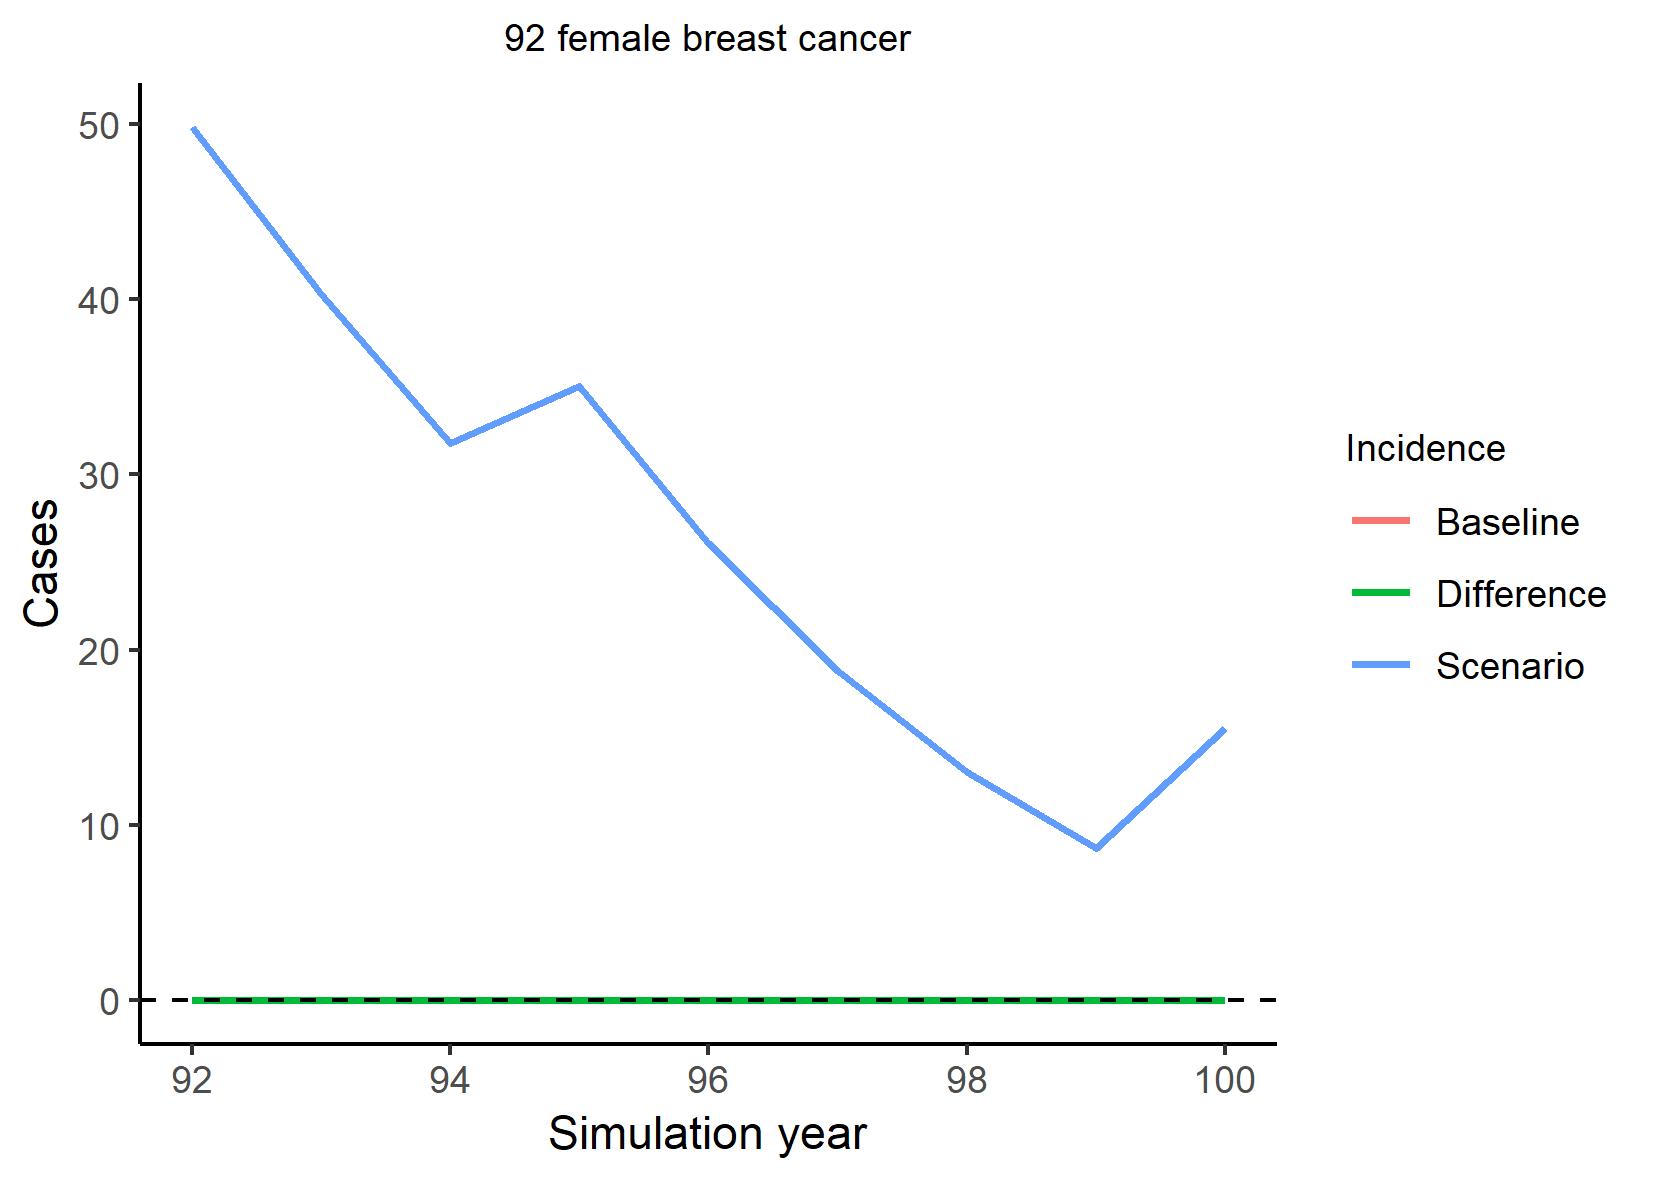 92 female breast cancer
50
40
30
20
10
0
Cases
92 94 96 98 100
Simulation year
Incidence
Baseline
Difference
Scenario